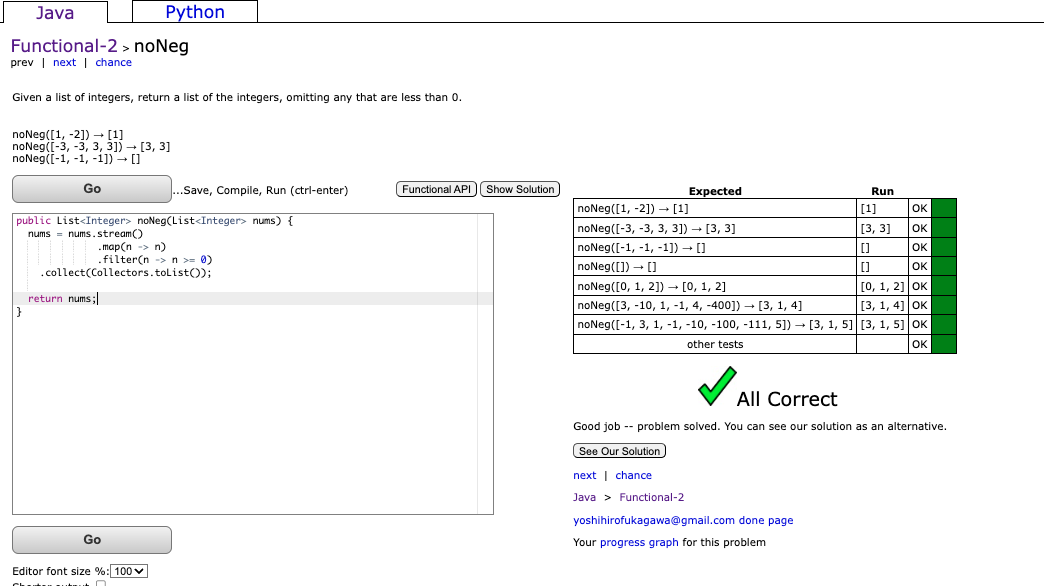 Java
Python
Functional-2 > noNeg
prev | next | chance
Given a list of integers, return a list of the integers, omitting any that are less than 0.
noNeg([1, -2]) → [1]
noNeg([-3, -3, 3, 3]) → [3, 3]
noNeg([-1, -1, -1]) → []
Go
...Save, Compile, Run (ctrl-enter)
Functional API
Show Solution
public List<Integer> noNeg(List<Integer> nums) {
nums = nums.stream()
.map(n -> n)
.filter(n -> n >= 0)
.collect(Collectors.toList());
return nums;
}
Go
Editor font size %: 100
Shorter output
Expected Run
noNeg([1, -2]) → [1] [1] OK
noNeg([-3, -3, 3, 3]) → [3, 3] [3, 3] OK
noNeg([-1, -1, -1]) → [] [] OK
noNeg([]) → [] [] OK
noNeg([0, 1, 2]) → [0, 1, 2] [0, 1, 2] OK
noNeg([3, -10, 1, -1, 4, -400]) → [3, 1, 4] [3, 1, 4] OK
noNeg([-1, 3, 1, -1, -10, -100, -111, 5]) → [3, 1, 5] [3, 1, 5] OK
other tests OK
All Correct
Good job -- problem solved. You can see our solution as an alternative.
See Our Solution
next | chance
Java > Functional-2
yoshihirofukagawa@gmail.com done page
Your progress graph for this problem